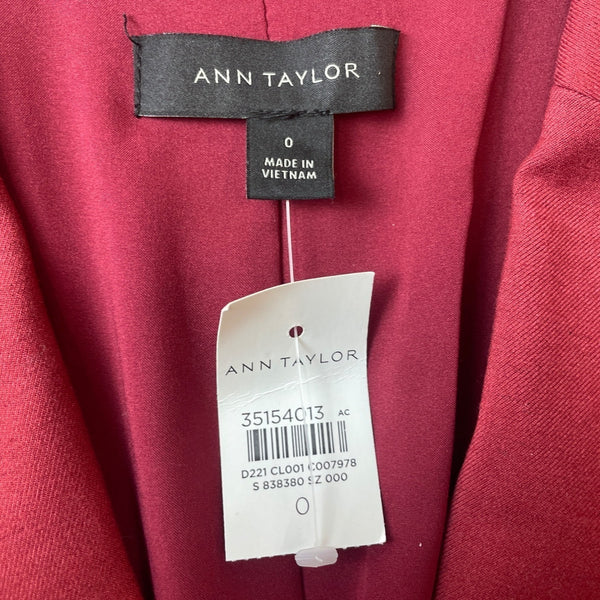 ANN TAYLOR
0
MADE IN
VIETNAM
ANN TAYLOR
35154013 AC
D221 CL001 C007978
S 838380 SZ 000
0